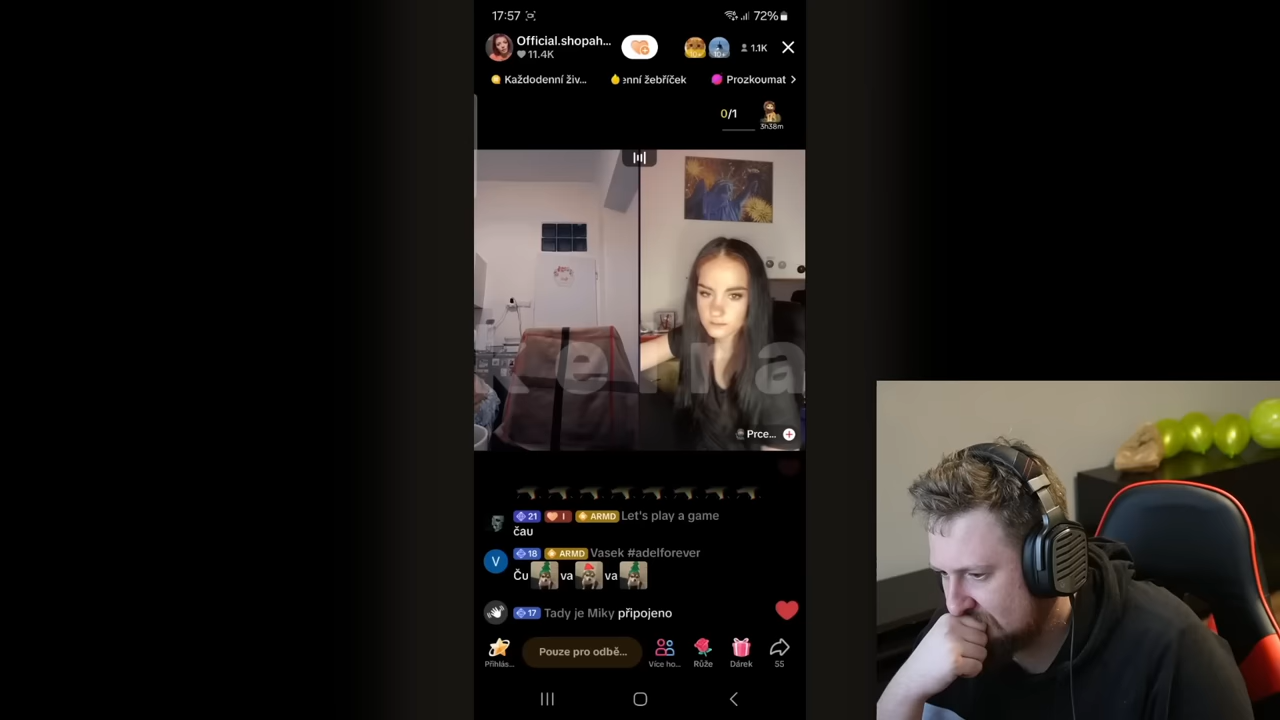 17:57
72%
Official.shopah...
11.4K
10+
10+
1.1K
Každodenní živ...
enní žebříček
Prozkoumat
0/1
3h38m
Prce...
21 I ARMD Let's play a game
čau
V
18 ARMD Vasek #adelforever
Ču va va
17 Tady je Miky připojeno
Pouze pro odbě...
Přihlás...
Více ho...
Růže
Dárek
55